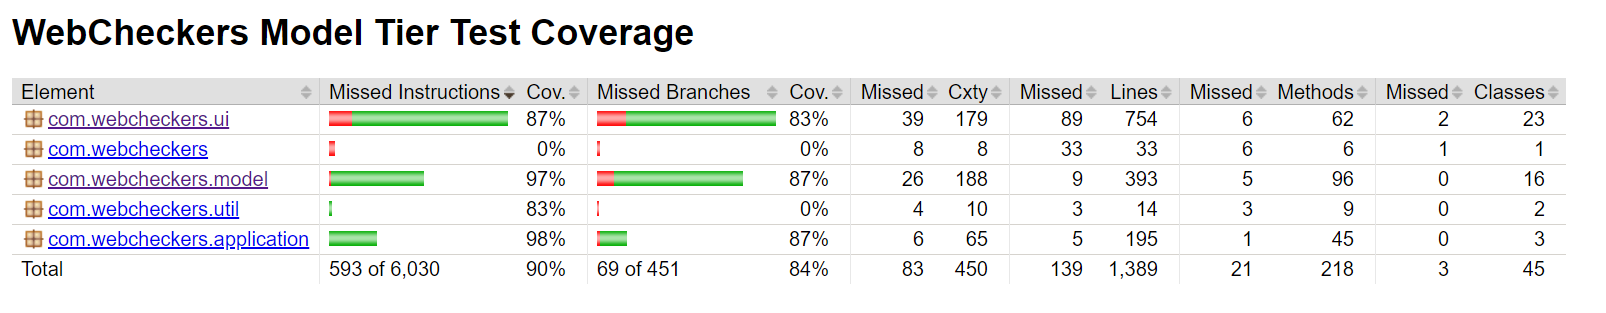 WebCheckers Model Tier Test Coverage
Element Missed Instructions Cov. Missed Branches Cov. Missed Cxty Missed Lines Missed Methods Missed Classes
com.webcheckers.ui 87% 83% 39 179 89 754 6 62 2 23
com.webcheckers 0% 0% 8 8 33 33 6 6 1 1
com.webcheckers.model 97% 87% 26 188 9 393 5 96 0 16
com.webcheckers.util 83% 0% 4 10 3 14 3 9 0 2
com.webcheckers.application 98% 87% 6 65 5 195 1 45 0 3
Total 593 of 6,030 90% 69 of 451 84% 83 450 139 1,389 21 218 3 45